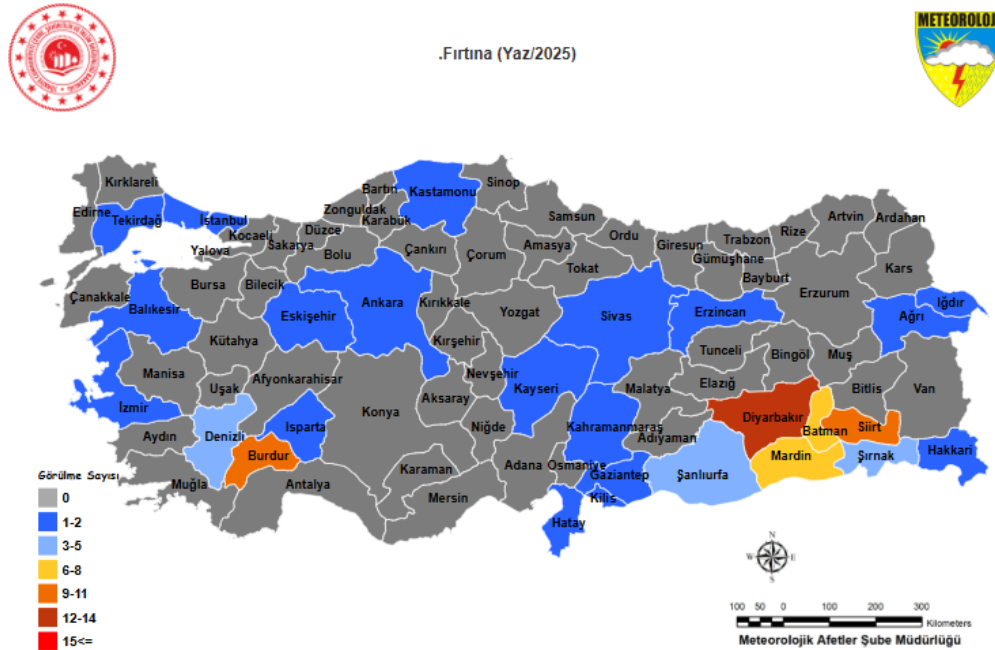 METEOROLOJİ
.Fırtına (Yaz/2025)
Kırklareli
Edirne
Tekirdağ
İstanbul
Kocaeli
Yalova
Sakarya
Düzce
Zonguldak
Bartın
Karabük
Kastamonu
Sinop
Samsun
Ordu
Giresun
Trabzon
Rize
Artvin
Ardahan
Gümüşhane
Bayburt
Kars
Erzurum
Iğdır
Ağrı
Bolu
Çankırı
Çorum
Amasya
Tokat
Çanakkale
Balıkesir
Bursa
Bilecik
Eskişehir
Ankara
Kırıkkale
Yozgat
Sivas
Erzincan
Kütahya
Kırşehir
Nevşehir
Kayseri
Tunceli
Bingöl
Muş
Manisa
Uşak
Afyonkarahisar
Konya
Aksaray
Niğde
Malatya
Elazığ
Bitlis
Van
İzmir
Aydın
Denizli
Isparta
Burdur
Kahramanmaraş
Adıyaman
Diyarbakır
Batman
Siirt
Şırnak
Hakkari
Mardin
Şanlıurfa
Gaziantep
Kilis
Osmaniye
Adana
Hatay
Muğla
Antalya
Karaman
Mersin
Görülme Sayısı
0
1-2
3-5
6-8
9-11
12-14
15<=
N
W E
S
100 50 0 100 200 300
Kilometers
Meteorolojik Afetler Şube Müdürlüğü